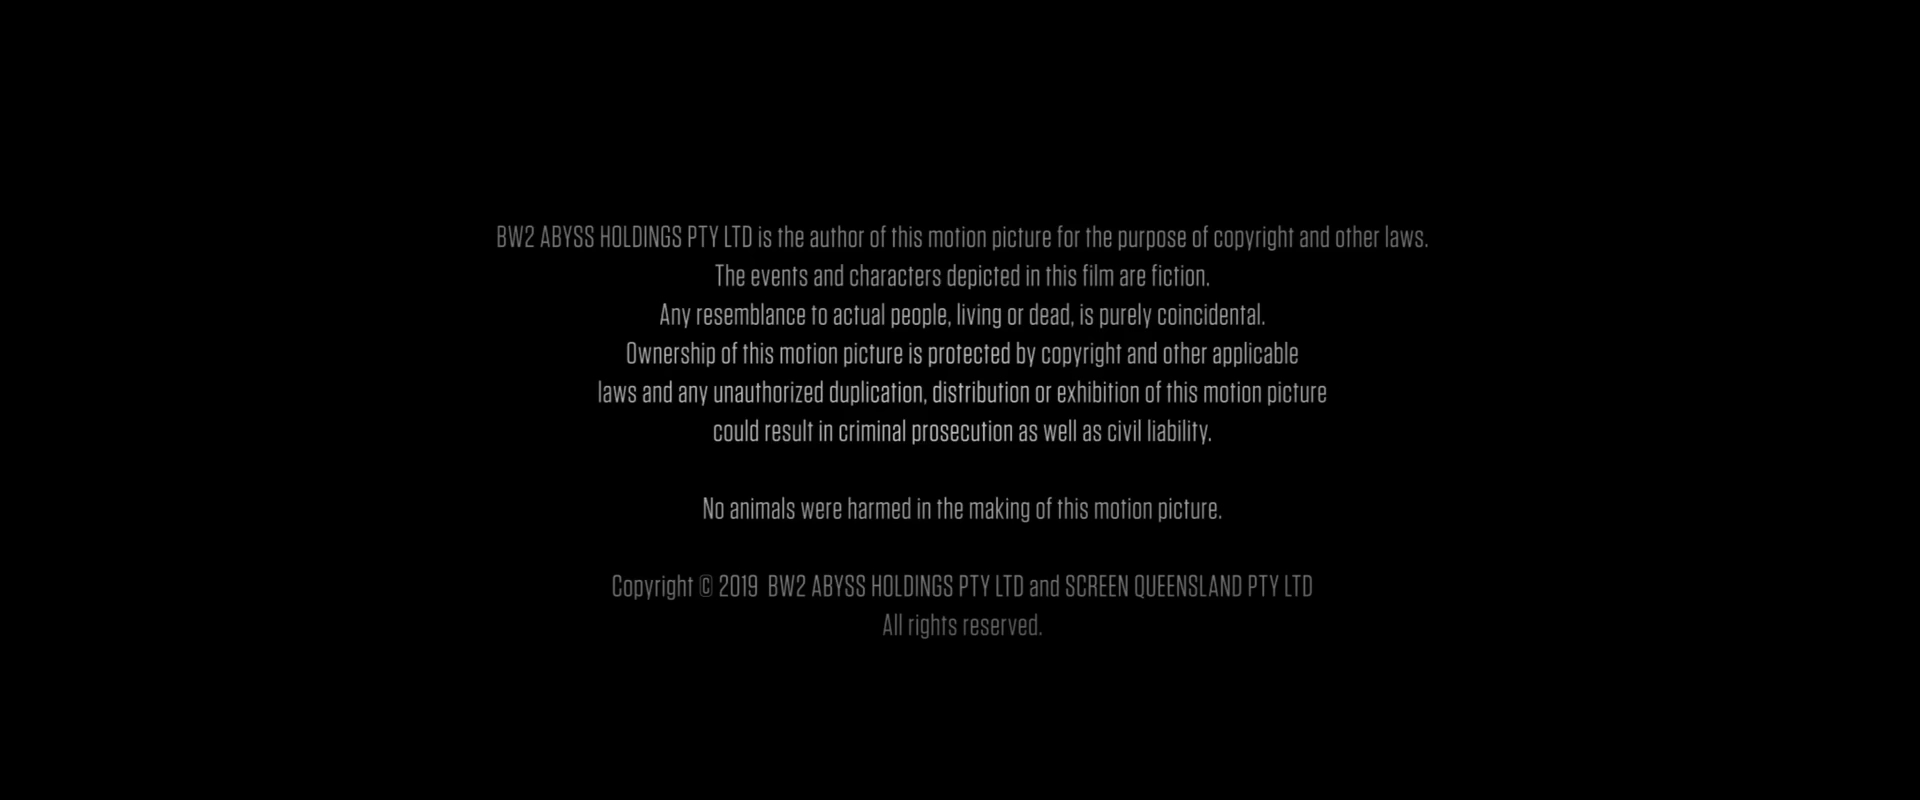 BW2 ABYSS HOLDINGS PTY LTD is the author of this motion picture for the purpose of copyright and other laws.
The events and characters depicted in this film are fiction.
Any resemblance to actual people, living or dead, is purely coincidental.
Ownership of this motion picture is protected by copyright and other applicable
laws and any unauthorized duplication, distribution or exhibition of this motion picture
could result in criminal prosecution as well as civil liability.
No animals were harmed in the making of this motion picture.
Copyright © 2019 BW2 ABYSS HOLDINGS PTY LTD and SCREEN QUEENSLAND PTY LTD
All rights reserved.